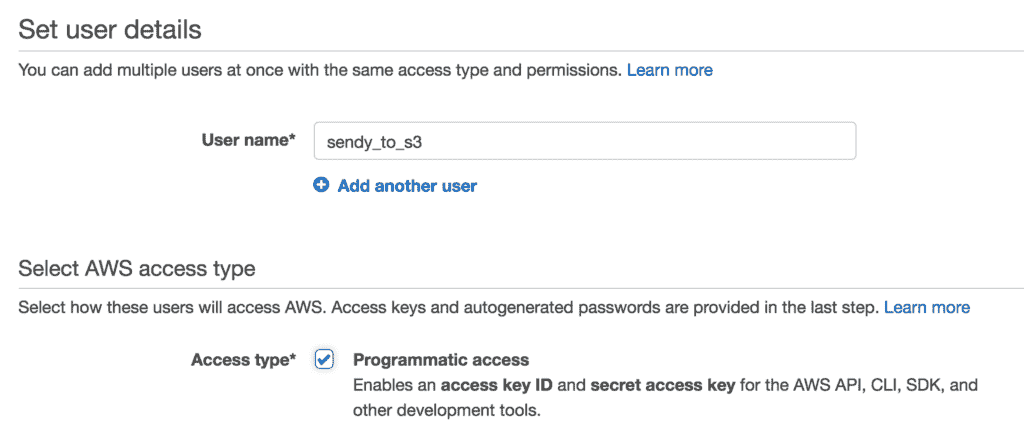 Set user details
You can add multiple users at once with the same access type and permissions. Learn more
User name* sendy_to_s3
Add another user
Select AWS access type
Select how these users will access AWS. Access keys and autogenerated passwords are provided in the last step. Learn more
Access type* Programmatic access
Enables an access key ID and secret access key for the AWS API, CLI, SDK, and
other development tools.